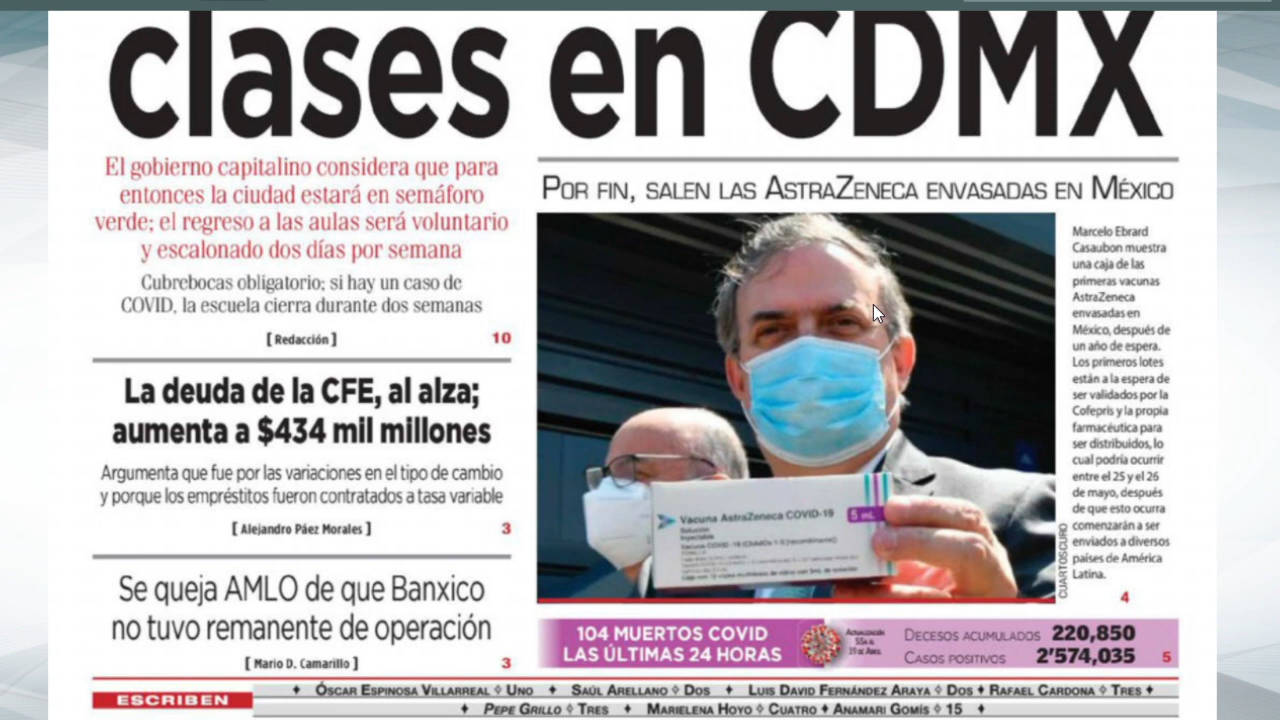 clases en CDMX
El gobierno capitalino considera que para
entonces la ciudad estará en semáforo
verde; el regreso a las aulas será voluntario
y escalonado dos días por semana
Cubrebocas obligatorio; si hay un caso de
COVID, la escuela cierra durante dos semanas
[ Redacción ] 10
La deuda de la CFE, al alza;
aumenta a $434 mil millones
Argumenta que fue por las variaciones en el tipo de cambio
y porque los empréstitos fueron contratados a tasa variable
[ Alejandro Páez Morales ] 3
Se queja AMLO de que Banxico
no tuvo remanente de operación
[ Mario D. Camarillo ] 3
Por fin, salen las AstraZeneca envasadas en México
Vacuna AstraZeneca COVID-19
5 mL
Solución
Inyectable
Marcelo Ebrard
Casaubon muestra
una caja de las
primeras vacunas
AstraZeneca
envasadas en
México, después de
un año de espera.
Los primeros lotes
están a la espera de
ser validados por la
Cofepris y la propia
farmacéutica para
ser distribuidos, lo
cual podría ocurrir
entre el 25 y el 26
de mayo, después
de que esto ocurra
comenzarán a ser
enviados a diversos
países de América
Latina.
4
CUARTOSCURO
104 MUERTOS COVID
LAS ÚLTIMAS 24 HORAS
Actualización
SSA al
Decesos acumulados 220,850
Casos positivos 2'574,035 5
ESCRIBEN
Óscar Espinosa Villarreal ◊ Uno ♦ Saúl Arellano ◊ Dos ♦ Luis David Fernández Araya ◊ Dos ♦ Rafael Cardona ◊ Tres ♦
♦ Pepe Grillo ◊ Tres ♦ Marielena Hoyo ◊ Cuatro ♦ Anamari Gomís ◊ 15 ♦